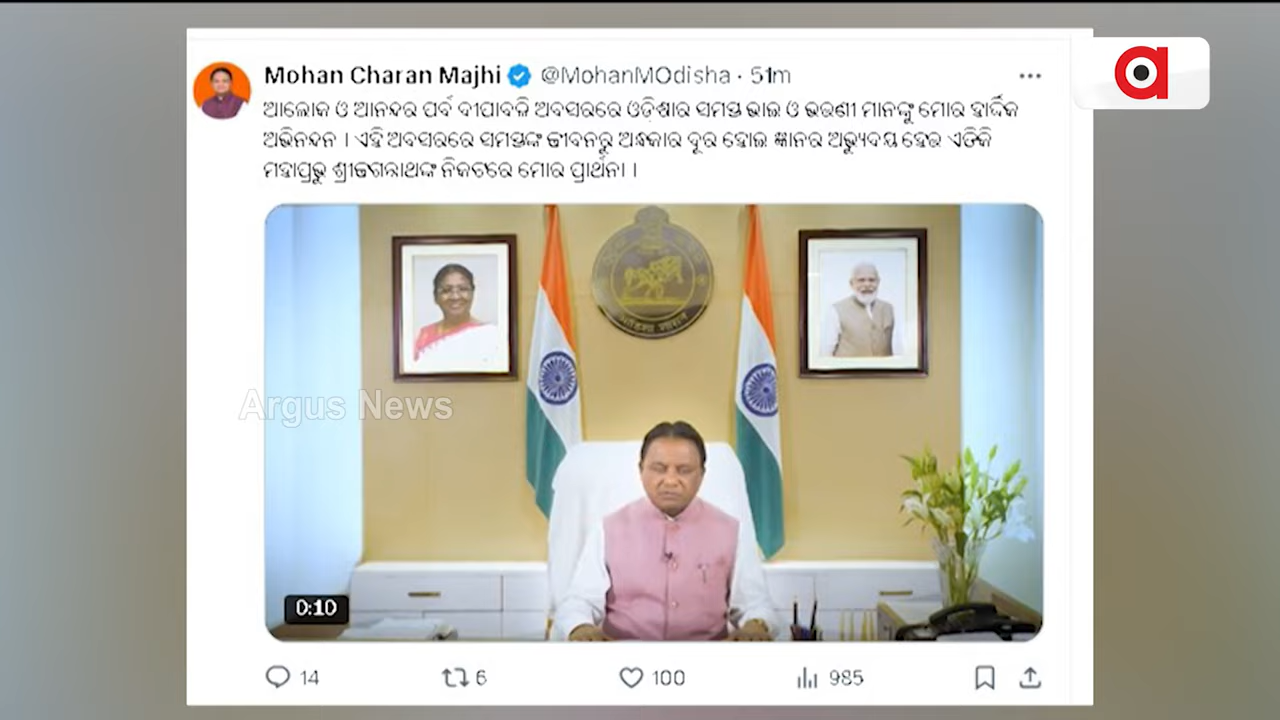 Mohan Charan Majhi @MohanMOdisha · 51m
ଆଲୋକ ଓ ଆନନ୍ଦର ପର୍ବ ଦୀପାବଳି ଅବସରରେ ଓଡ଼ିଶାର ସମସ୍ତ ଭାଇ ଓ ଭଉଣୀ ମାନଙ୍କୁ ମୋର ହାର୍ଦ୍ଦିକ
ଅଭିନନ୍ଦନ । ଏହି ଅବସରରେ ସମସ୍ତଙ୍କ ଜୀବନରୁ ଅନ୍ଧକାର ଦୂର ହୋଇ ଜ୍ଞାନର ଅଭ୍ୟୁଦୟ ହେଉ ଏତିକି
ମହାପ୍ରଭୁ ଶ୍ରୀଜଗନ୍ନାଥଙ୍କ ନିକଟରେ ମୋର ପ୍ରାର୍ଥନା ।
Argus News
0:10
14 6 100 985